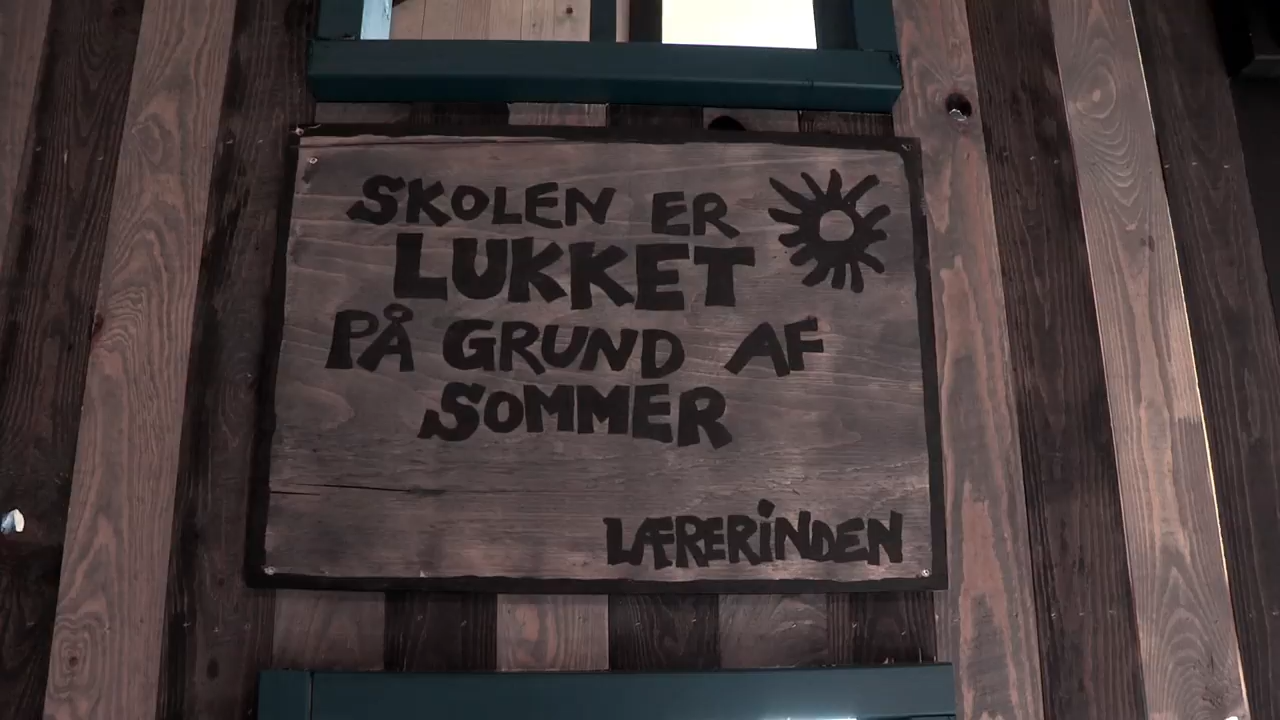 SKOLEN ER
LUKKET
PÅ GRUND AF
SOMMER
LÆRERINDEN